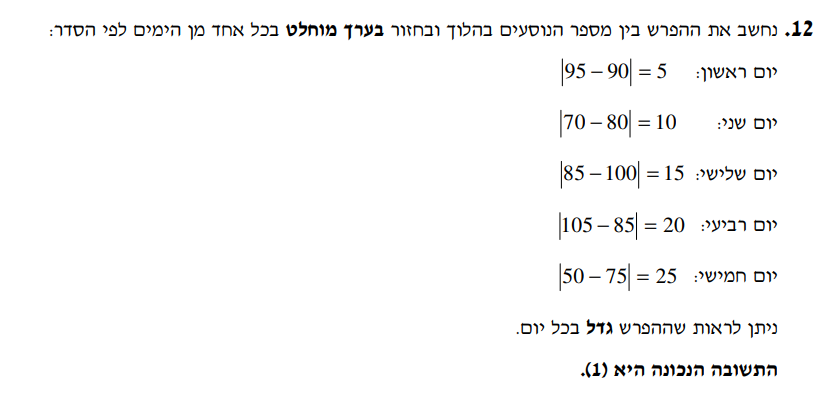 12. נחשב את ההפרש בין מספר הנוסעים בהלוך ובחזור בערך מוחלט בכל אחד מן הימים לפי הסדר:
יום ראשון: |95 − 90| = 5
יום שני: |70 − 80| = 10
יום שלישי: |85 − 100| = 15
יום רביעי: |105 − 85| = 20
יום חמישי: |50 − 75| = 25
ניתן לראות שההפרש גדל בכל יום.
התשובה הנכונה היא (1).